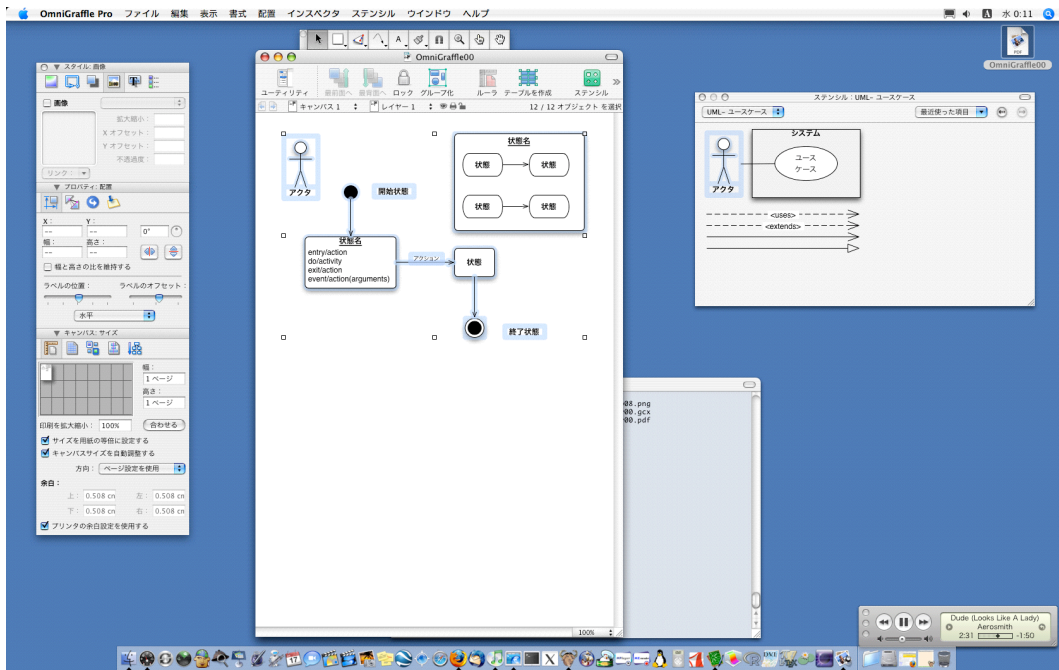 OmniGraffle Pro ファイル 編集 表示 書式 配置 インスペクタ ステンシル ウインドウ ヘルプ
A 水 0:11
PDF
OmniGraffle00
▼ スタイル: 画像
画像
拡大縮小：
X オフセット：
Y オフセット：
不透過度：
リンク：
▼ プロパティ: 配置
X： Y：
-- -- 0°
幅： 高さ：
-- --
幅と高さの比を維持する
ラベルの位置： ラベルのオフセット：
水平
▼ キャンバス: サイズ
幅：
1 ページ
高さ：
1 ページ
印刷を拡大縮小： 100% 合わせる
サイズを用紙の等倍に設定する
キャンバスサイズを自動調整する
方向： ページ設定を使用
余白：
上： 0.508 cn 左： 0.508 cn
下： 0.508 cn 右： 0.508 cn
プリンタの余白設定を使用する
A
OmniGraffle00
ユーティリティ 最前面へ 最背面へ ロック グループ化 ルーラ テーブルを作成 ステンシル »
キャンバス 1 レイヤー 1 12 / 12 オブジェクト を選択
アクタ
開始状態
状態名
状態 状態
状態 状態
状態名
entry/action
do/activity
exit/action
event/action(arguments)
アクション
状態
終了状態
100%
ステンシル：UML- ユースケース
UML- ユースケース 最近使った項目
アクタ
システム
ユース
ケース
<uses>
<extends>
08.png
00.gcx
00.pdf
Dude (Looks Like A Lady)
Aerosmith
2:31 -1:50
17
X